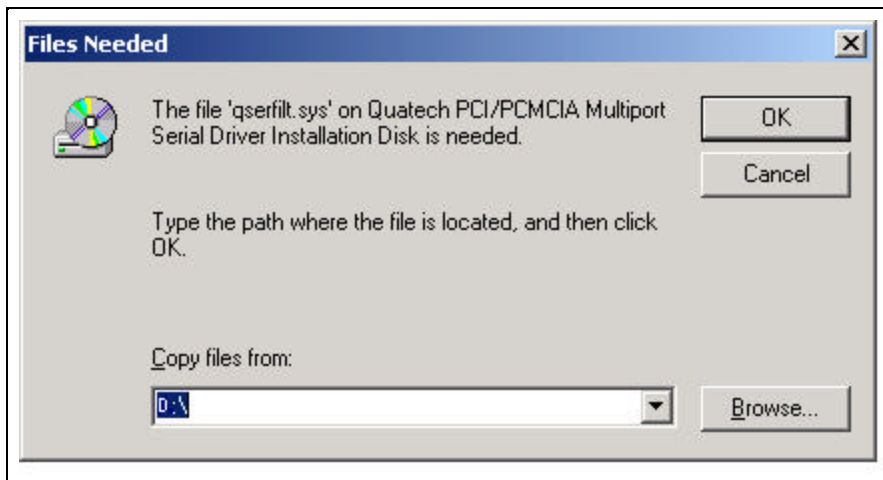 Files Needed
The file 'qserfilt.sys' on Quatech PCI/PCMCIA Multiport
Serial Driver Installation Disk is needed.
OK
Cancel
Type the path where the file is located, and then click
OK.
Copy files from:
D:\
Browse...